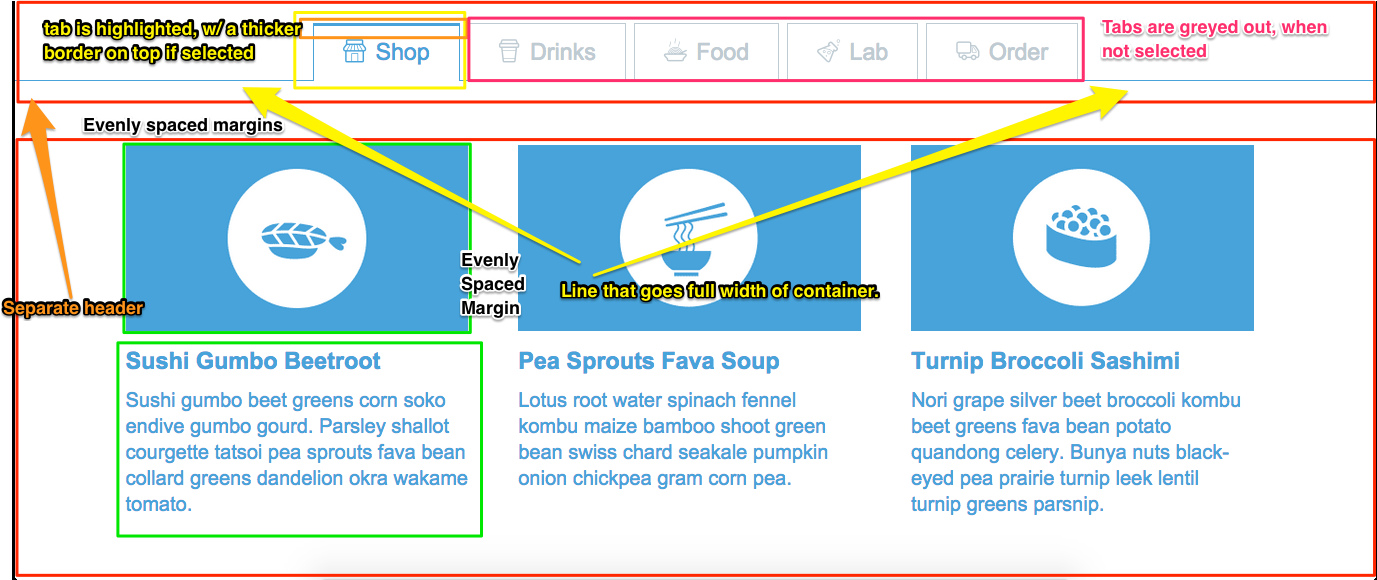 tab is highlighted, w/ a thicker
border on top if selected
Shop
Drinks
Food
Lab
Order
Tabs are greyed out, when
not selected
Evenly spaced margins
Evenly
Spaced
Margin
Line that goes full width of container.
Separate header
Sushi Gumbo Beetroot
Sushi gumbo beet greens corn soko
endive gumbo gourd. Parsley shallot
courgette tatsoi pea sprouts fava bean
collard greens dandelion okra wakame
tomato.
Pea Sprouts Fava Soup
Lotus root water spinach fennel
kombu maize bamboo shoot green
bean swiss chard seakale pumpkin
onion chickpea gram corn pea.
Turnip Broccoli Sashimi
Nori grape silver beet broccoli kombu
beet greens fava bean potato
quandong celery. Bunya nuts black-
eyed pea prairie turnip leek lentil
turnip greens parsnip.